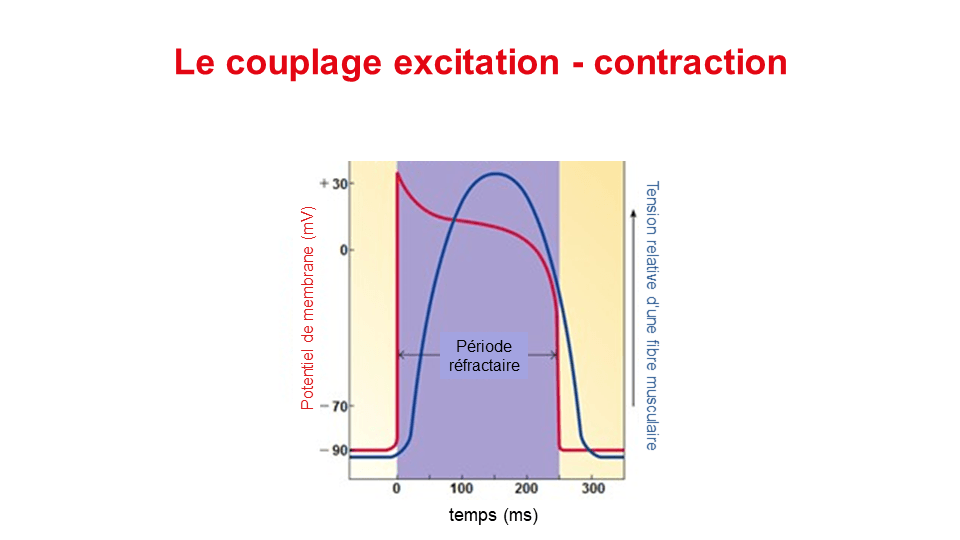 Le couplage excitation - contraction
Potentiel de membrane (mV)
+ 30
0
– 70
– 90
Période
réfractaire
Tension relative d'une fibre musculaire
0 100 200 300
temps (ms)